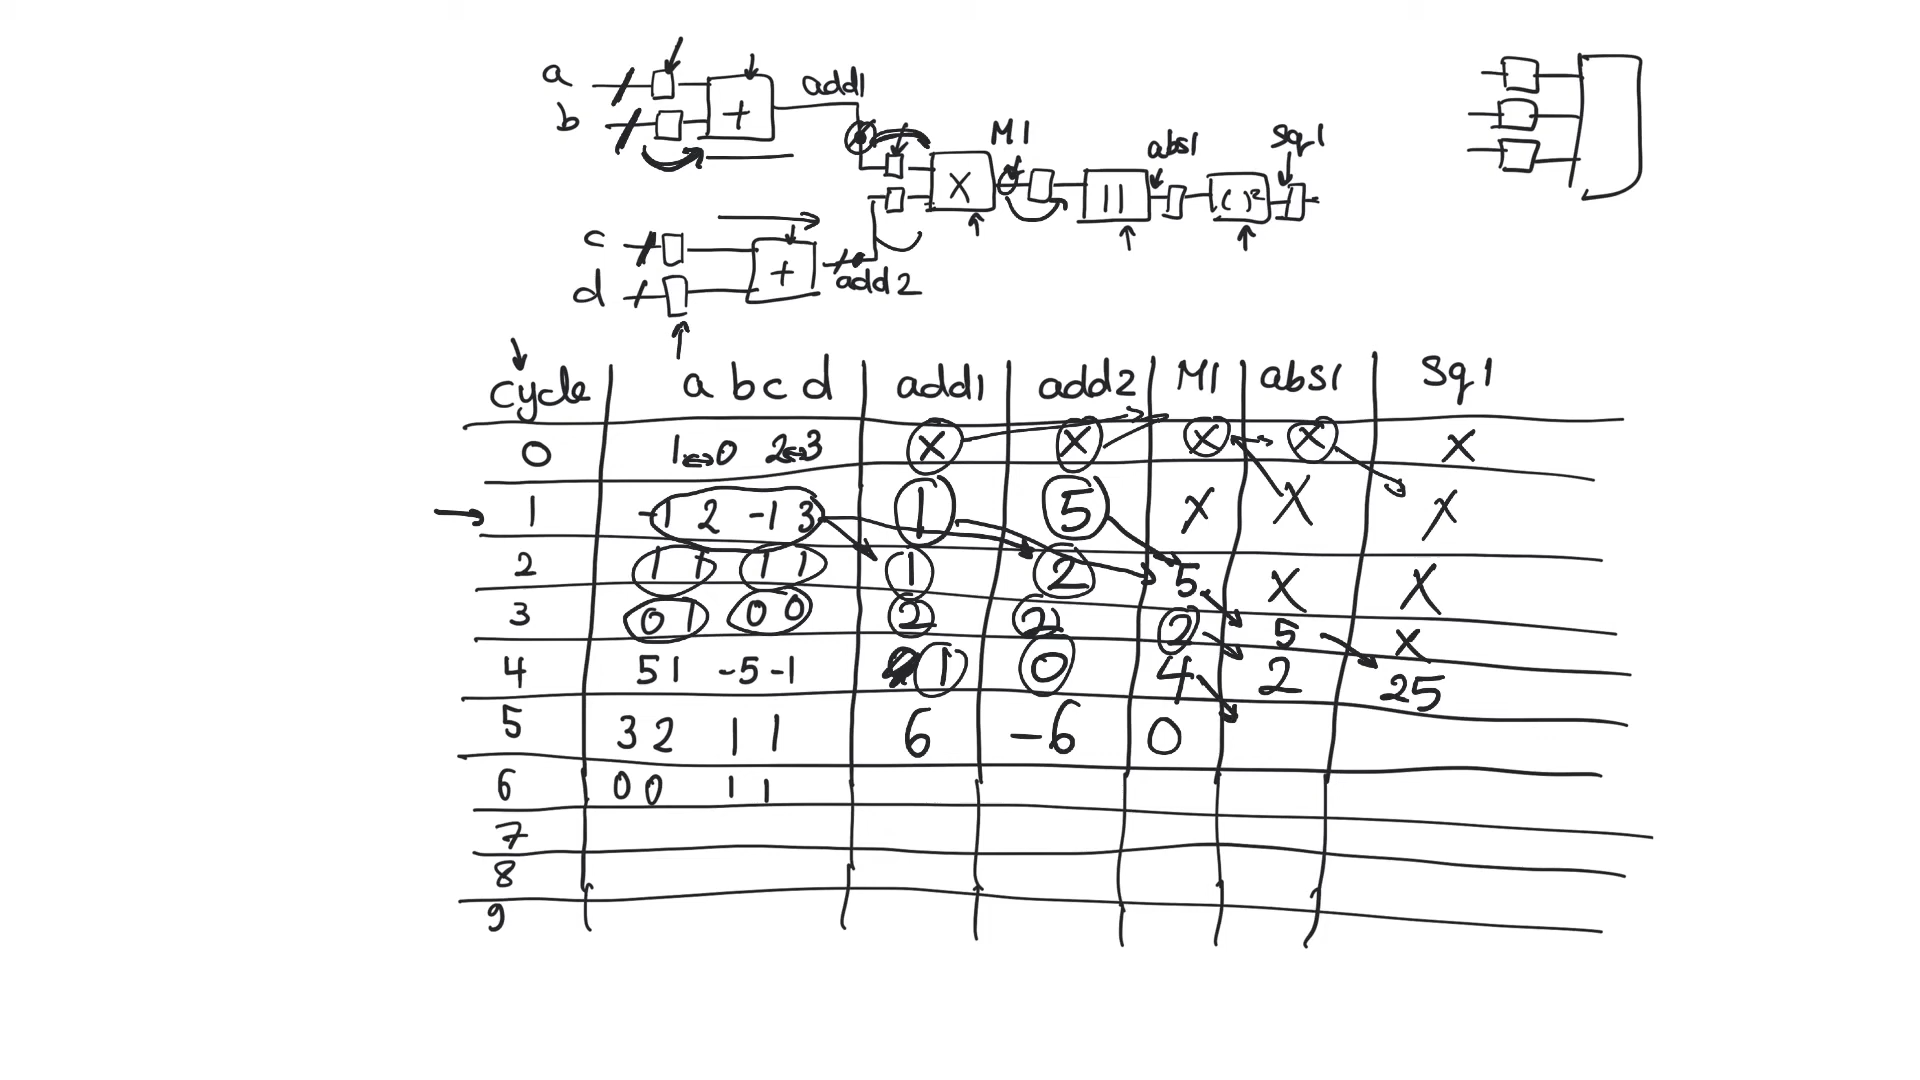 a
b
+
add1
M1
X
||
abs1
( )²
Sq1
c
d
+
add2
cycle a b c d add1 add2 M1 abs1 Sq1
0 1 0 2 3 X X X X X
1 -1 2 -1 3 1 5 X X X
2 1 1 1 1 1 2 5 X X
3 0 1 0 0 2 2 2 5 X
4 5 1 -5 -1 1 0 4 2 25
5 3 2 1 1 6 -6 0
6 0 0 1 1
7
8
9